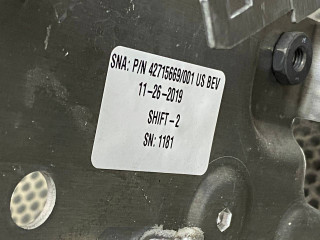 SNA: P/N 42715669/001 US BEV
11-26-2019
SHIFT-2
SN: 1181